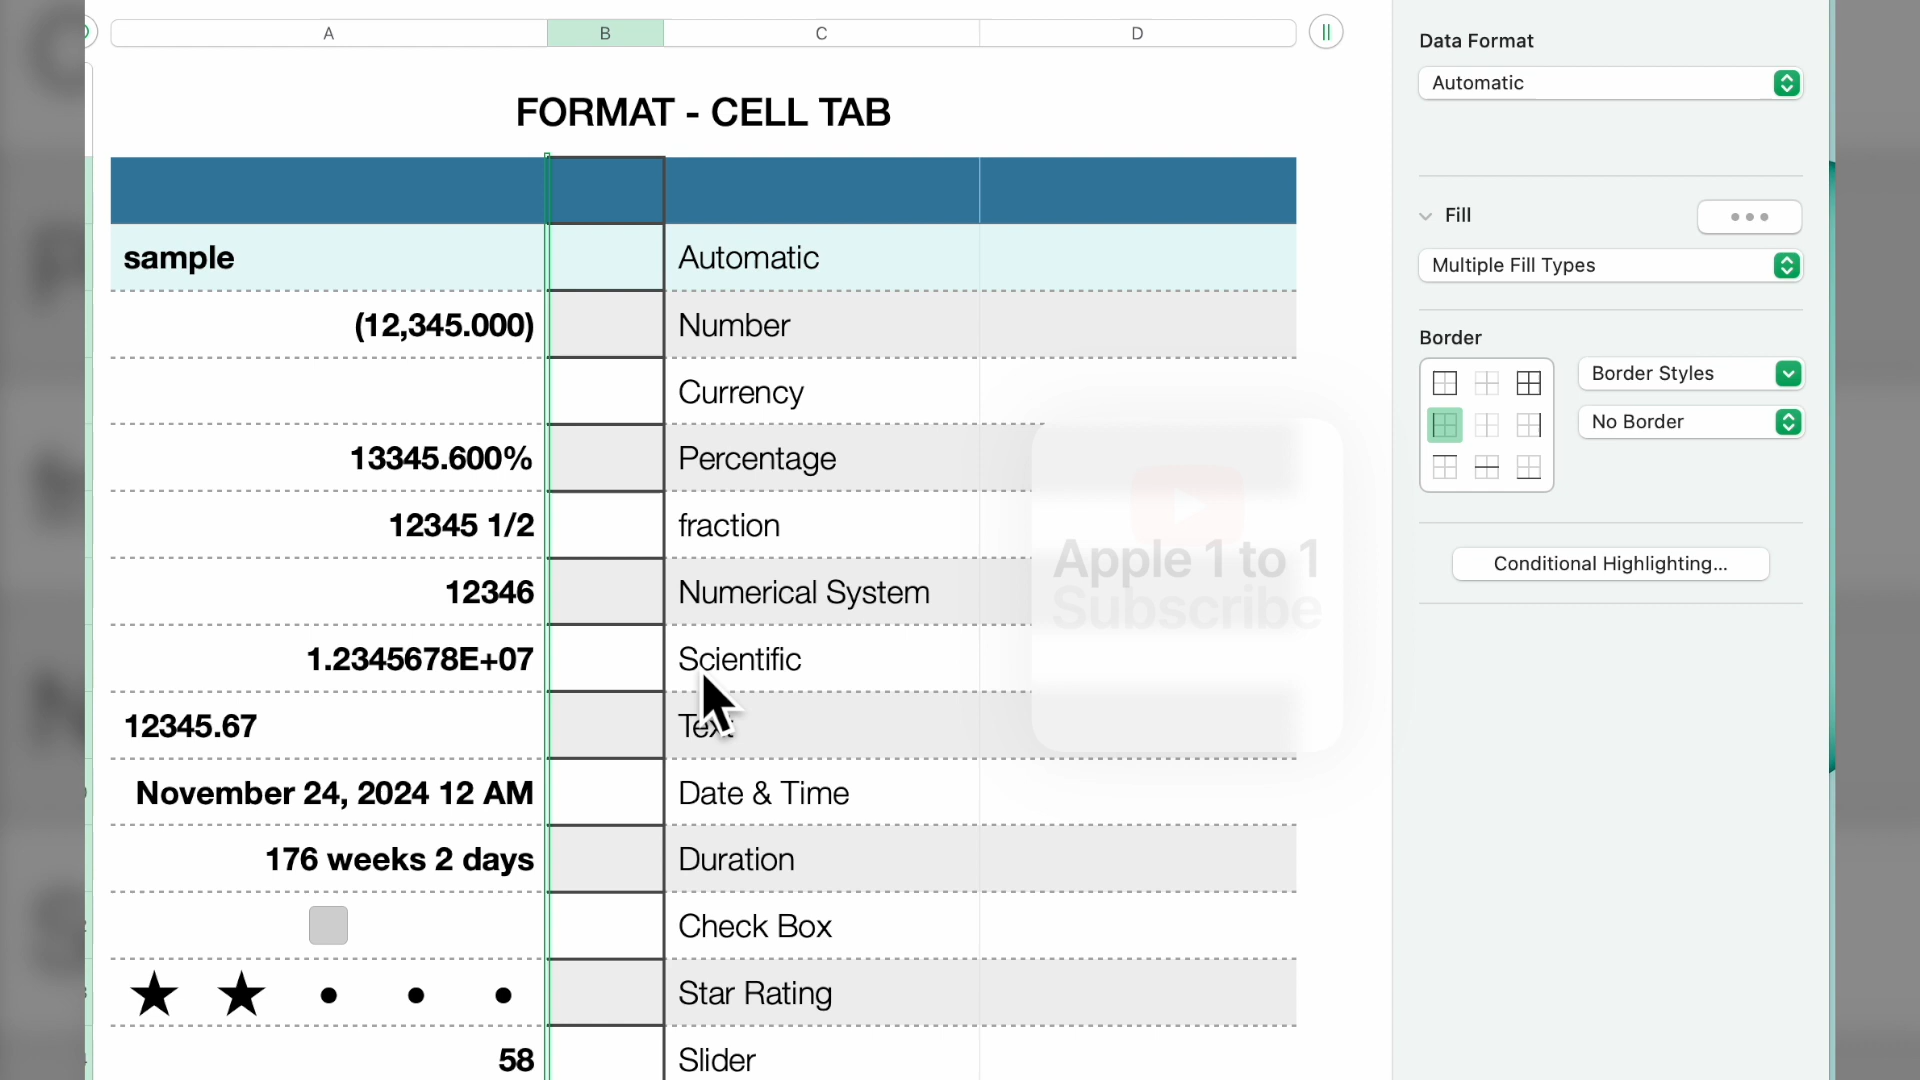 A B C D
FORMAT - CELL TAB
sample Automatic
(12,345.000) Number
Currency
13345.600% Percentage
12345 1/2 fraction
12346 Numerical System
1.2345678E+07 Scientific
12345.67 Text
November 24, 2024 12 AM Date & Time
176 weeks 2 days Duration
Check Box
Star Rating
58 Slider
Apple 1 to 1
Subscribe
Data Format
Automatic
Fill
Multiple Fill Types
Border
Border Styles
No Border
Conditional Highlighting...